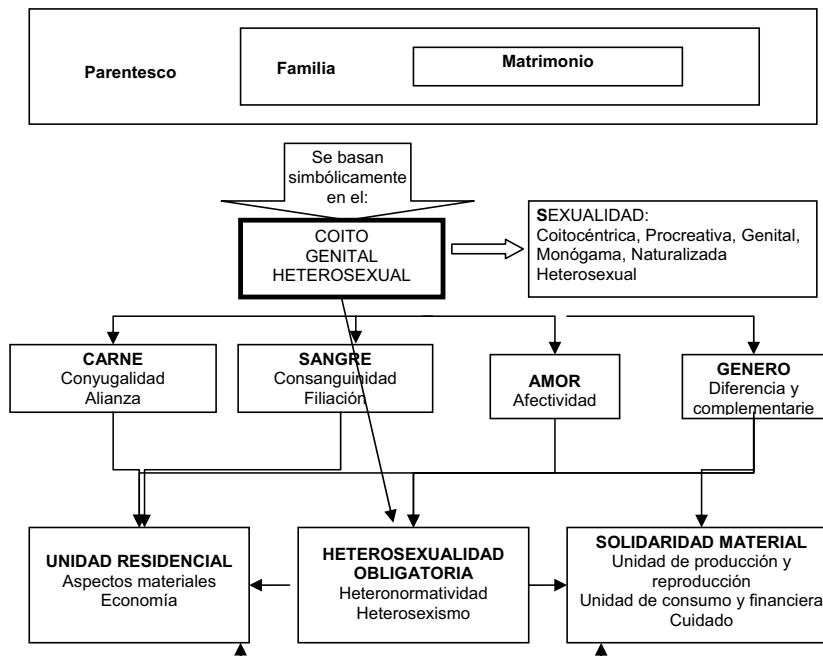 Parentesco
Familia
Matrimonio
Se basan
simbólicamente
en el:
COITO
GENITAL
HETEROSEXUAL
SEXUALIDAD:
Coitocéntrica, Procreativa, Genital,
Monógama, Naturalizada
Heterosexual
CARNE
Conyugalidad
Alianza
SANGRE
Consanguinidad
Filiación
AMOR
Afectividad
GENERO
Diferencia y
complementarie
UNIDAD RESIDENCIAL
Aspectos materiales
Economía
HETEROSEXUALIDAD
OBLIGATORIA
Heteronormatividad
Heterosexismo
SOLIDARIDAD MATERIAL
Unidad de producción y
reproducción
Unidad de consumo y financiera
Cuidado